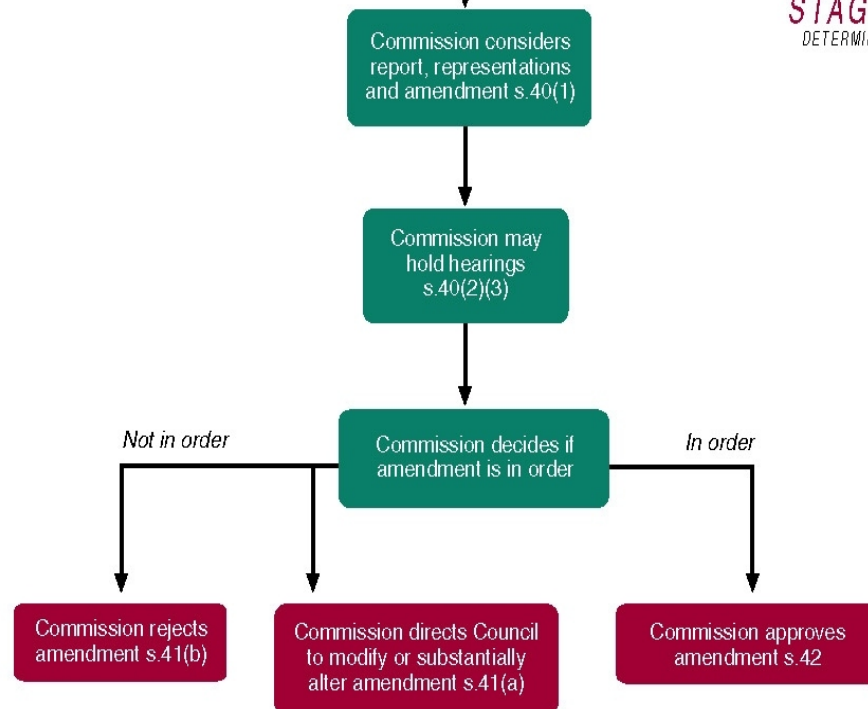 STAG
DETERMI
Commission considers
report, representations
and amendment s.40(1)
Commission may
hold hearings
s.40(2)(3)
Not in order
Commission decides if
amendment is in order
In order
Commission rejects
amendment s.41(b)
Commission directs Council
to modify or substantially
alter amendment s.41(a)
Commission approves
amendment s.42